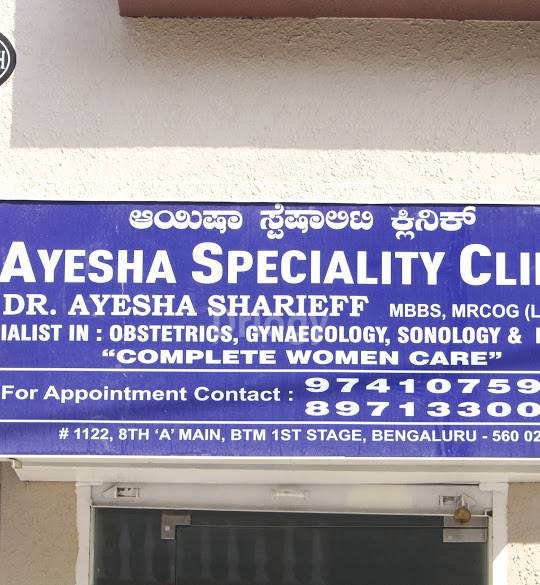 ಆಯಿಷಾ ಸ್ಪೆಷಾಲಿಟಿ ಕ್ಲಿನಿಕ್
AYESHA SPECIALITY CLI
DR. AYESHA SHARIEFF MBBS, MRCOG (L
IALIST IN : OBSTETRICS, GYNAECOLOGY, SONOLOGY &
"COMPLETE WOMEN CARE"
For Appointment Contact : 97410759
89713300
# 1122, 8TH 'A' MAIN, BTM 1ST STAGE, BENGALURU - 560 02